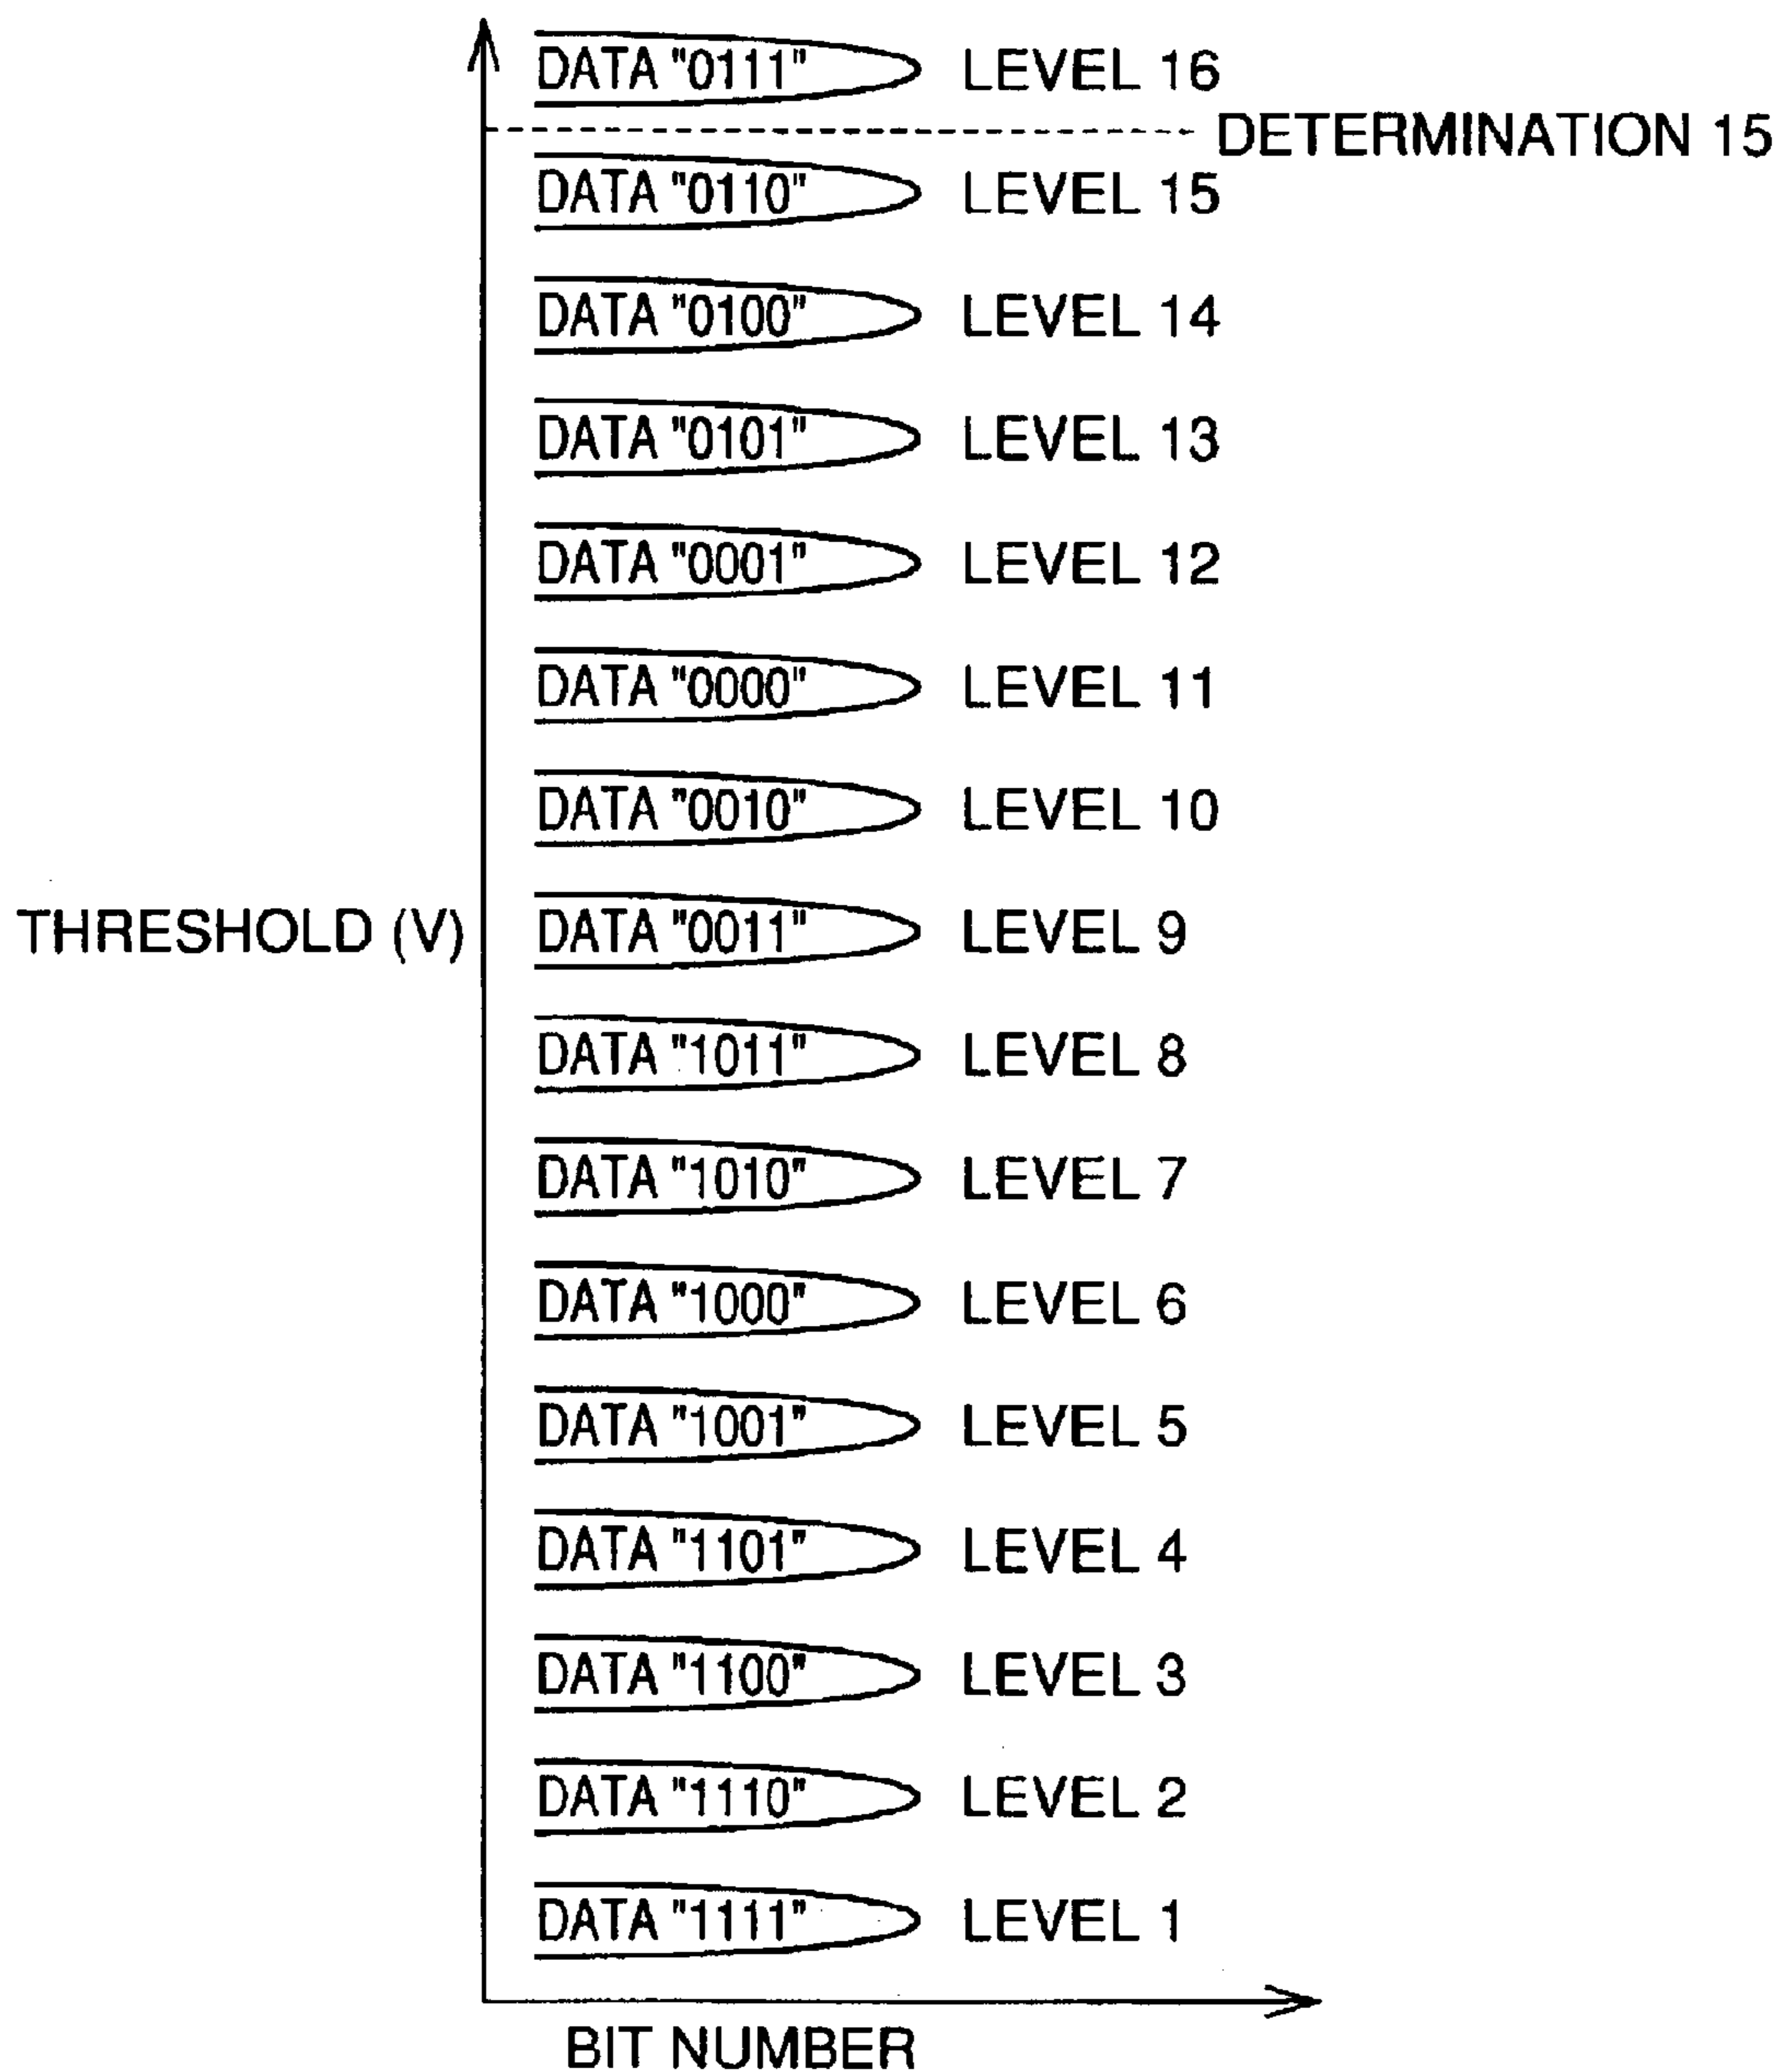 DATA "0111" LEVEL 16
DETERMINATION 15
DATA "0110" LEVEL 15
DATA "0100" LEVEL 14
DATA "0101" LEVEL 13
DATA "0001" LEVEL 12
DATA "0000" LEVEL 11
DATA "0010" LEVEL 10
THRESHOLD (V) DATA "0011" LEVEL 9
DATA "1011" LEVEL 8
DATA "1010" LEVEL 7
DATA "1000" LEVEL 6
DATA "1001" LEVEL 5
DATA "1101" LEVEL 4
DATA "1100" LEVEL 3
DATA "1110" LEVEL 2
DATA "1111" LEVEL 1
BIT NUMBER